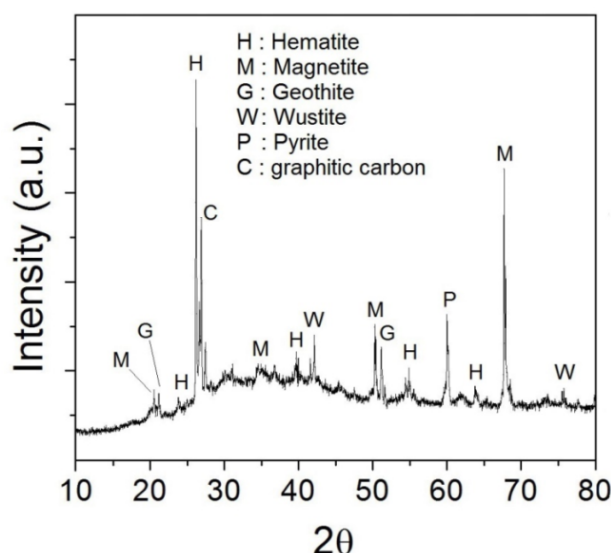 H : Hematite
M : Magnetite
G : Geothite
W : Wustite
P : Pyrite
C : graphitic carbon
Intensity (a.u.)
H
C
M
G
M
H
M
H
W
M
G
H
P
H
M
W
10 20 30 40 50 60 70 80
2θ